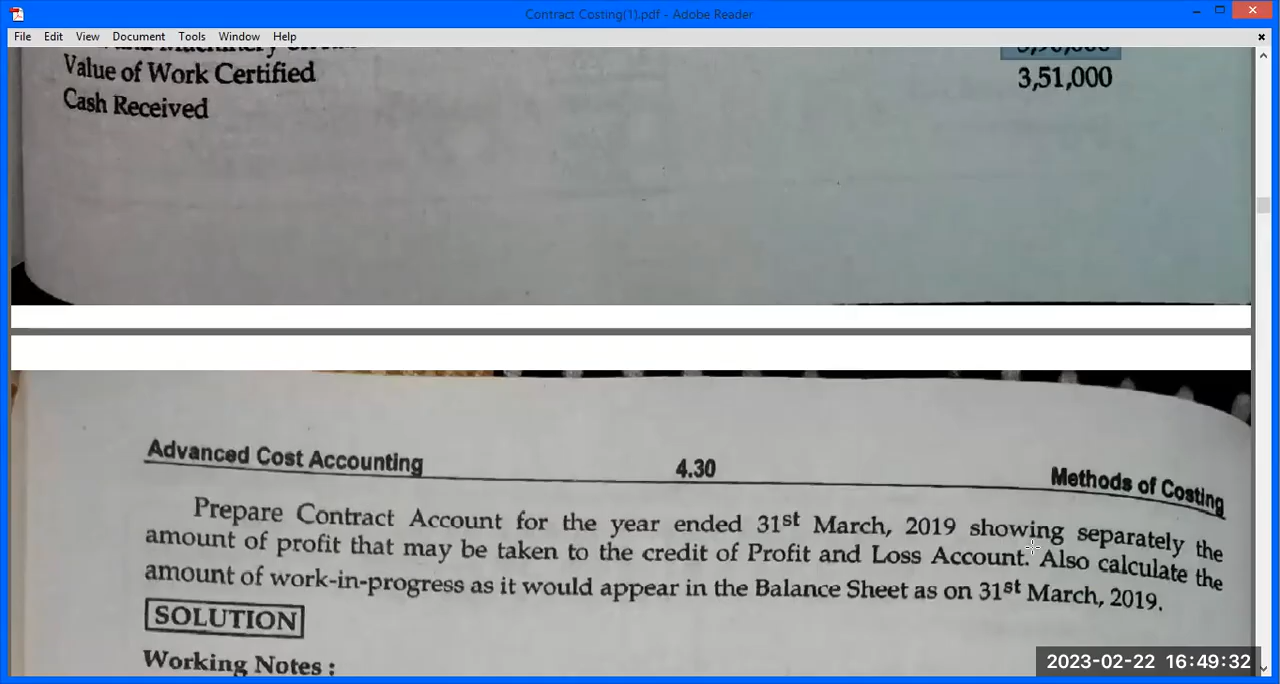 Contract Costing(1).pdf - Adobe Reader
File Edit View Document Tools Window Help
Value of Work Certified
3,51,000
Cash Received
Advanced Cost Accounting 4.30 Methods of Costing
Prepare Contract Account for the year ended 31st March, 2019 showing separately the
amount of profit that may be taken to the credit of Profit and Loss Account. Also calculate the
amount of work-in-progress as it would appear in the Balance Sheet as on 31st March, 2019.
SOLUTION
Working Notes :
2023-02-22 16:49:32